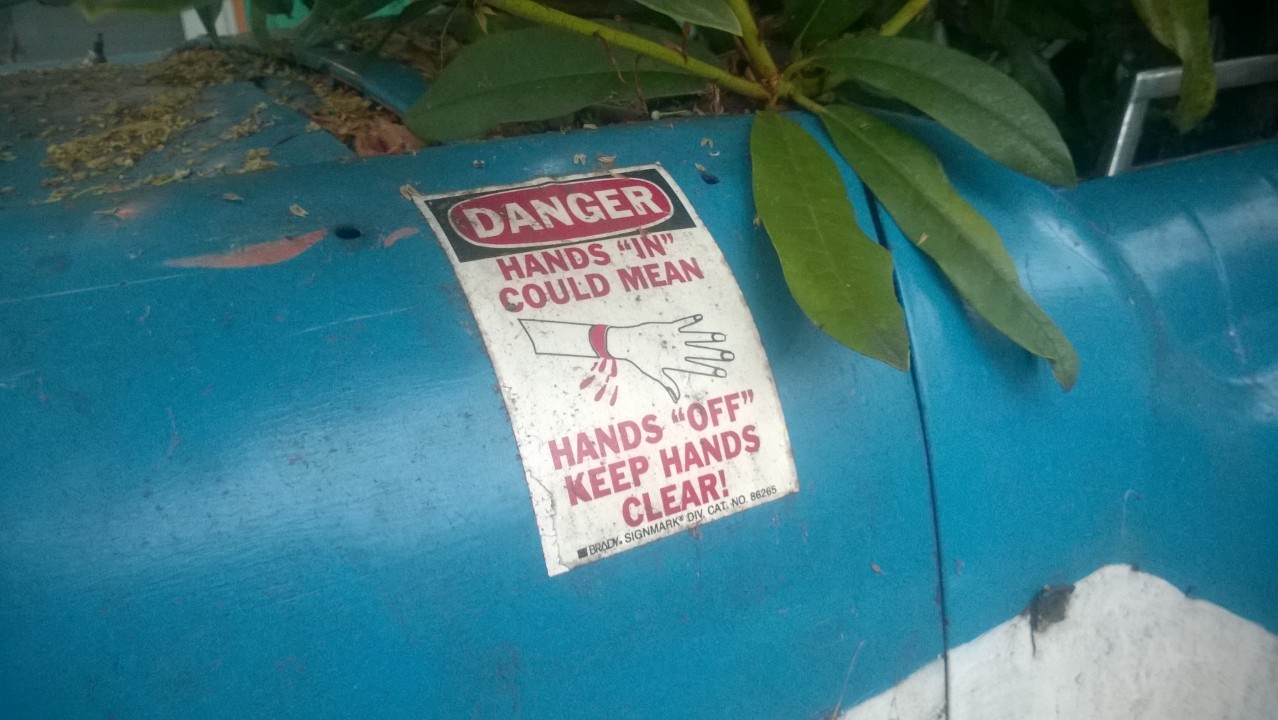 DANGER
HANDS “IN”
COULD MEAN
HANDS “OFF”
KEEP HANDS
CLEAR!
BRADY. SIGNMARK® DIV. CAT. NO. 86265